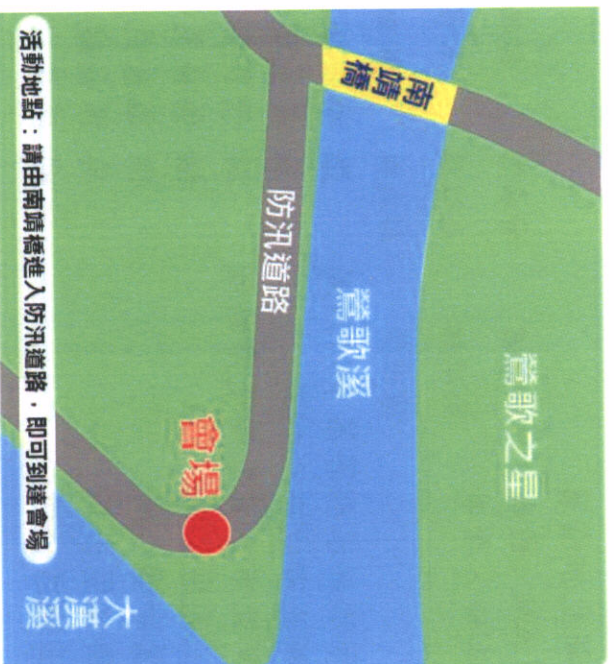 南靖橋
鶯歌之星
鶯歌溪
防汛道路
會場
大漢溪
活動地點：請由南靖橋進入防汛道路，即可到達會場